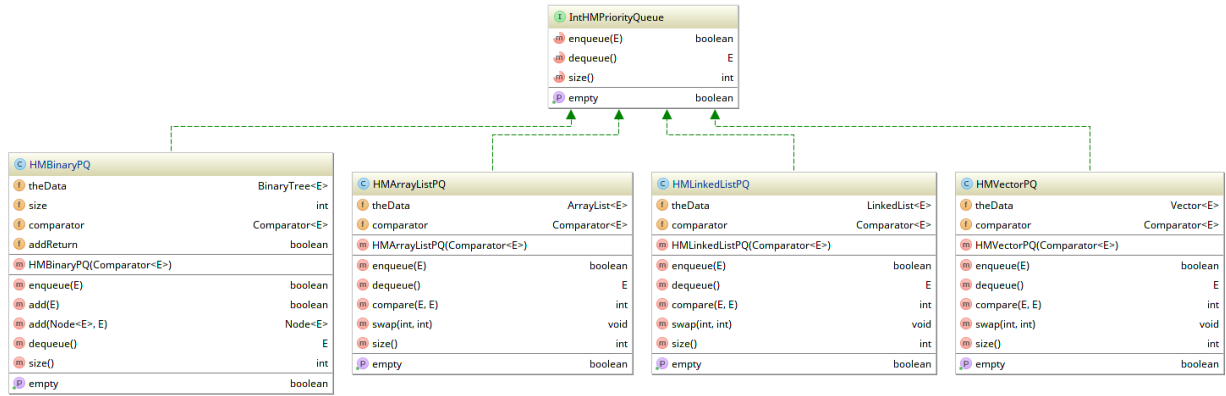 IntHMPriorityQueue
enqueue(E) boolean
dequeue() E
size() int
empty boolean
HMBinaryPQ
theData BinaryTree<E>
size int
comparator Comparator<E>
addReturn boolean
HMBinaryPQ(Comparator<E>)
enqueue(E) boolean
add(E) boolean
add(Node<E>, E) Node<E>
dequeue() E
size() int
empty boolean
HMArrayListPQ
theData ArrayList<E>
comparator Comparator<E>
HMArrayListPQ(Comparator<E>)
enqueue(E) boolean
dequeue() E
compare(E, E) int
swap(int, int) void
size() int
empty boolean
HMLinkedListPQ
theData LinkedList<E>
comparator Comparator<E>
HMLinkedListPQ(Comparator<E>)
enqueue(E) boolean
dequeue() E
compare(E, E) int
swap(int, int) void
size() int
empty boolean
HMVectorPQ
theData Vector<E>
comparator Comparator<E>
HMVectorPQ(Comparator<E>)
enqueue(E) boolean
dequeue() E
compare(E, E) int
swap(int, int) void
size() int
empty boolean